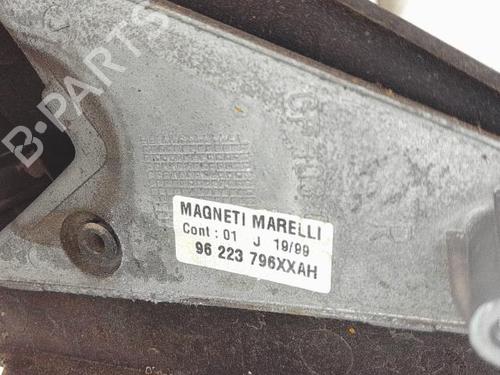 B-PARTS
MAGNETI MARELLI
Cont : 01 J 19/99
96 223 796XXAH